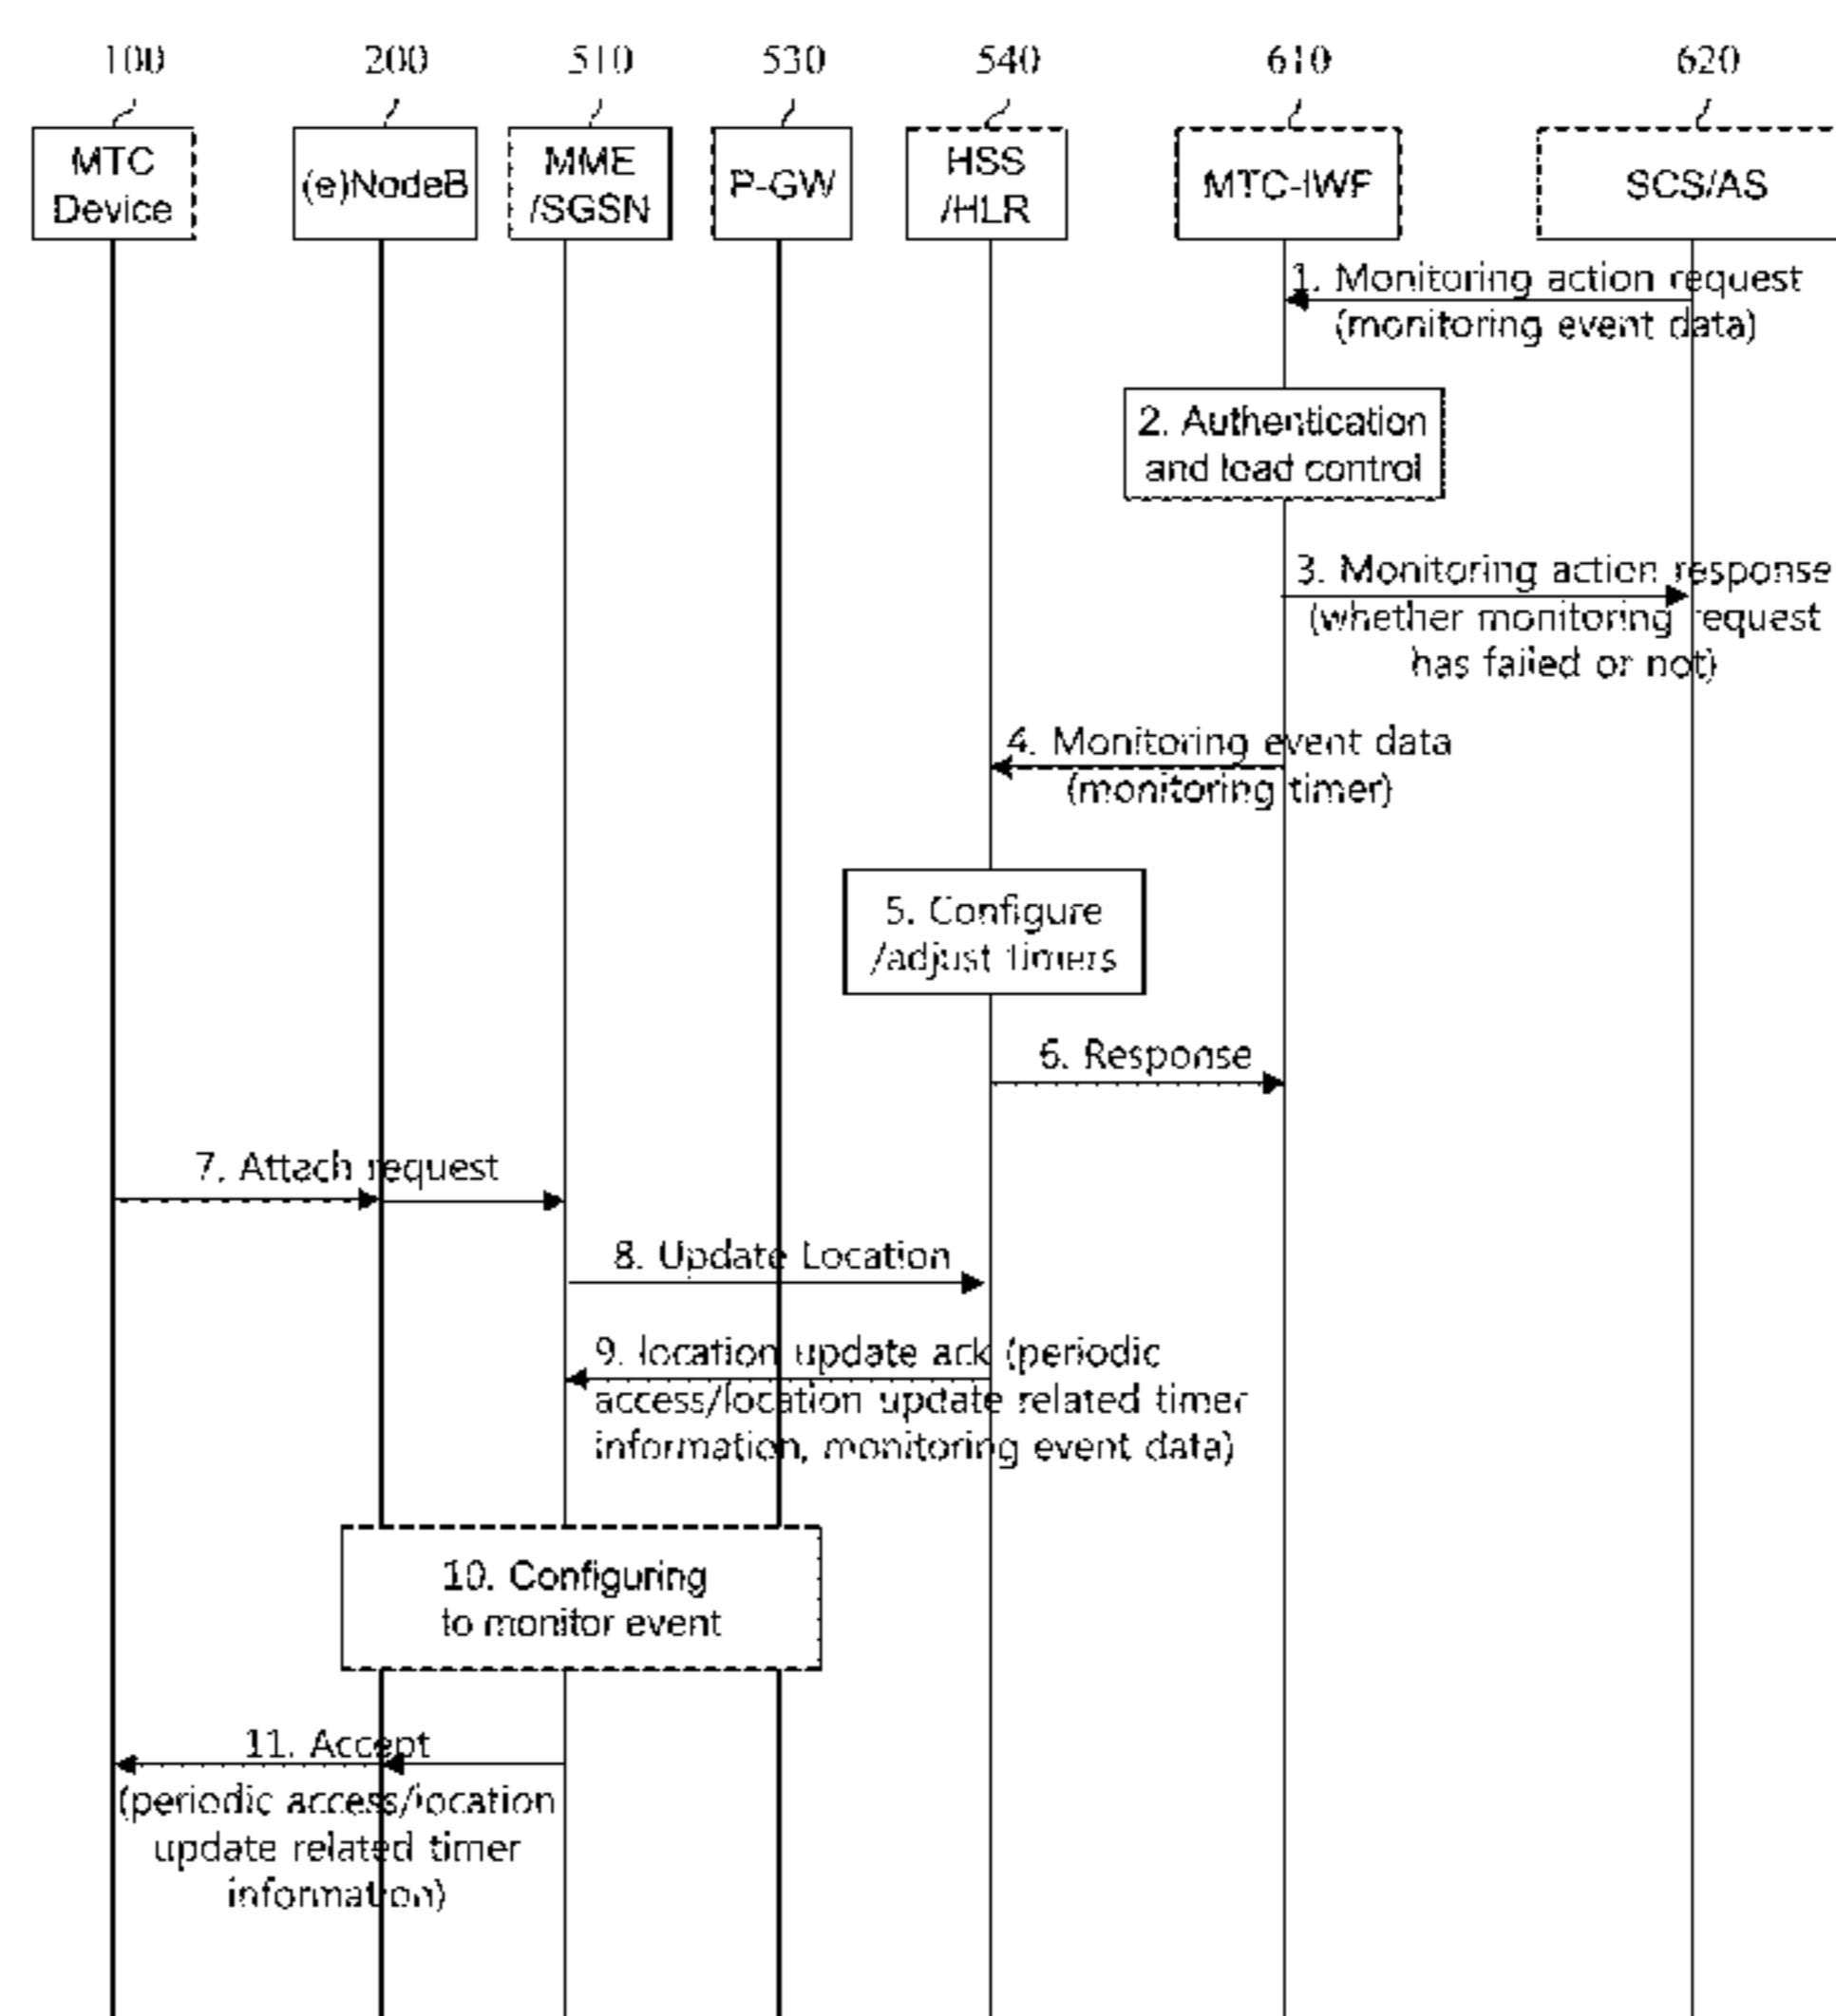 100 200 510 530 540 610 620
MTC
Device
(e)NodeB
MME
/SGSN
P-GW
HSS
/HLR
MTC-IWF
SCS/AS
1. Monitoring action request
(monitoring event data)
2. Authentication
and load control
3. Monitoring action response
(whether monitoring request
has failed or not)
4. Monitoring event data
(monitoring timer)
5. Configure
/adjust timers
6. Response
7. Attach request
8. Update Location
9. location update ack (periodic
access/location update related timer
information, monitoring event data)
10. Configuring
to monitor event
11. Accept
(periodic access/location
update related timer
information)